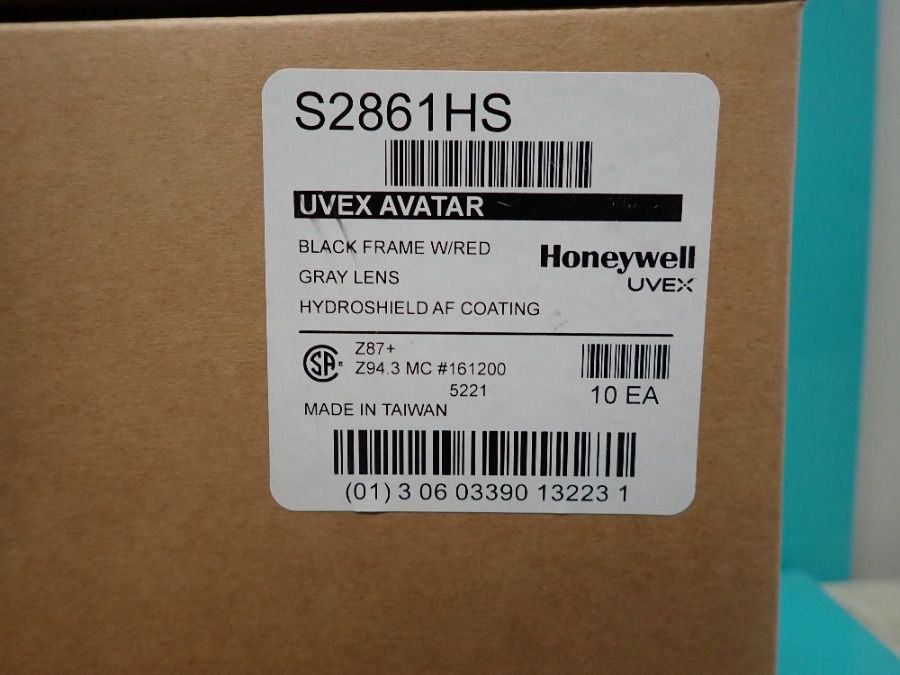 S2861HS
UVEX AVATAR
BLACK FRAME W/RED
GRAY LENS
HYDROSHIELD AF COATING
Honeywell
UVEX
SA®
Z87+
Z94.3 MC #161200
5221
MADE IN TAIWAN
10 EA
(01) 3 06 03390 13223 1